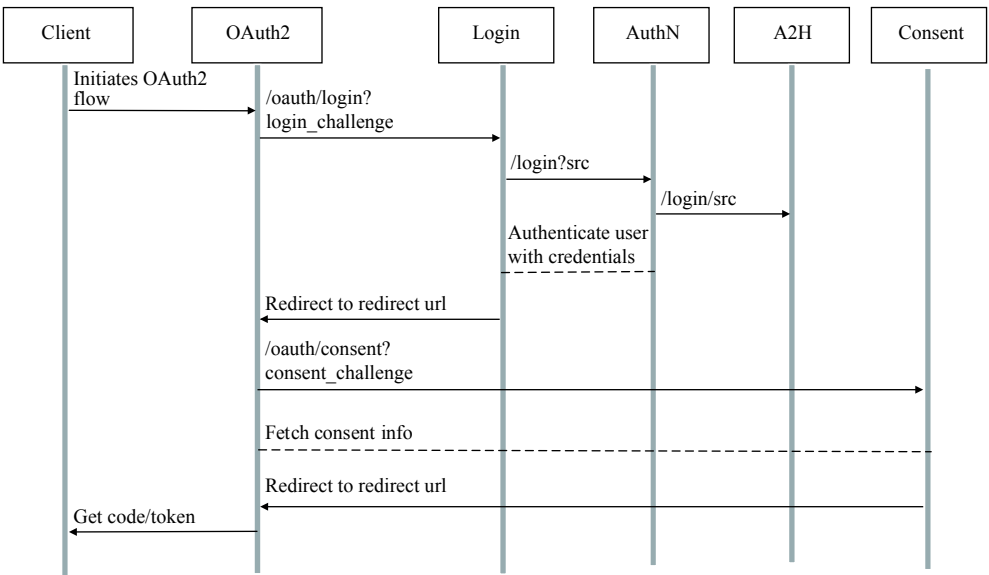 Client
OAuth2
Login
AuthN
A2H
Consent
Initiates OAuth2
flow
/oauth/login?
login_challenge
/login?src
/login/src
Authenticate user
with credentials
Redirect to redirect url
/oauth/consent?
consent_challenge
Fetch consent info
Redirect to redirect url
Get code/token